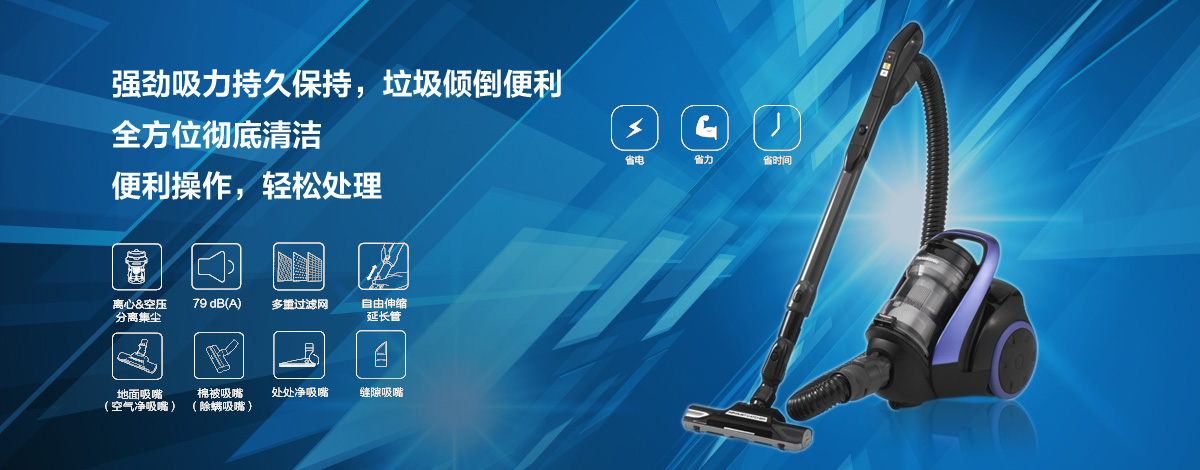 强劲吸力持久保持，垃圾倾倒便利
全方位彻底清洁
便利操作，轻松处理
省电
省力
省时间
离心&空压
分离集尘
79 dB(A)
多重过滤网
自由伸缩
延长管
地面吸嘴
（空气净吸嘴）
棉被吸嘴
（除螨吸嘴）
处处净吸嘴
缝隙吸嘴